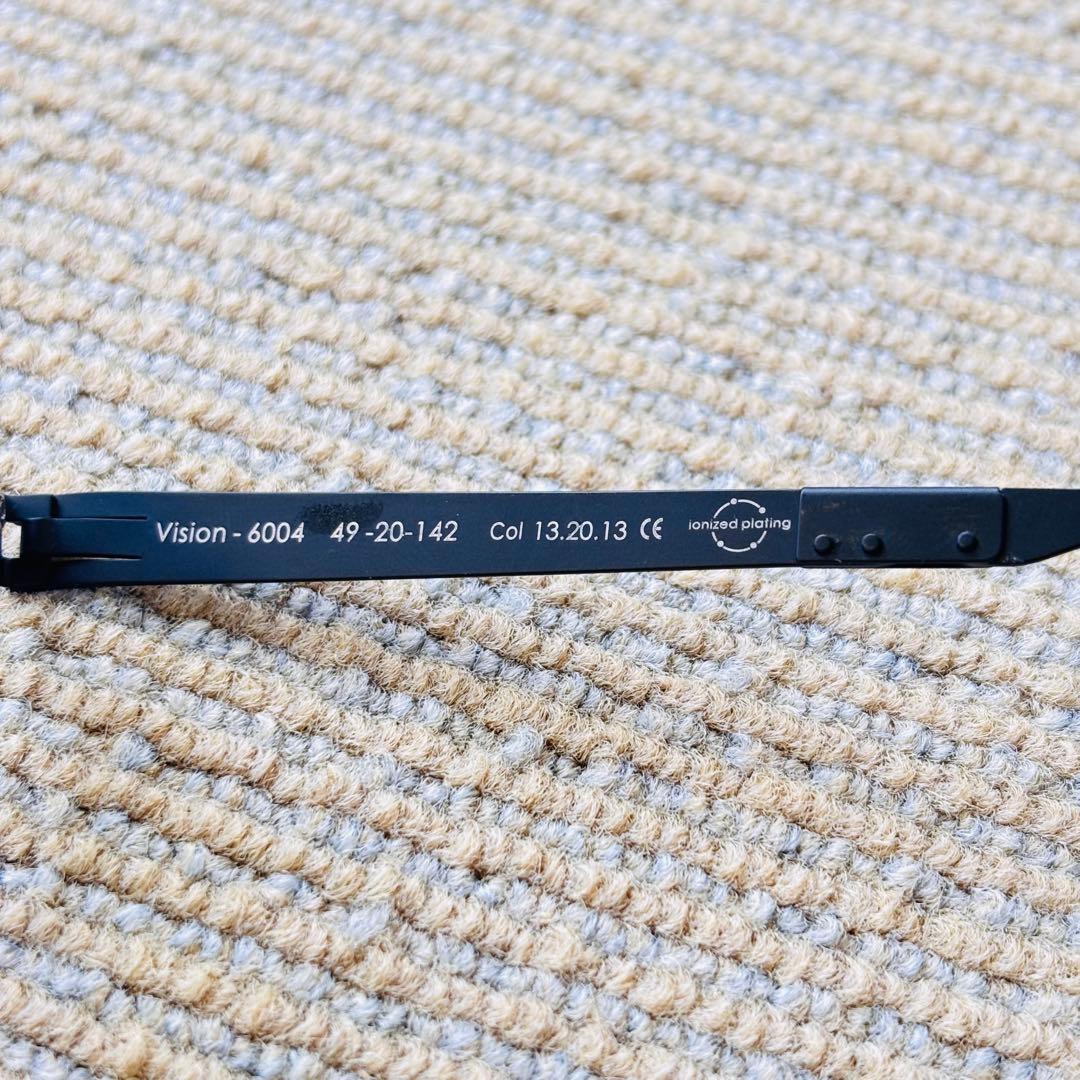 Vision - 6004 49 -20-142 Col 13.20.13 CE
ionized plating